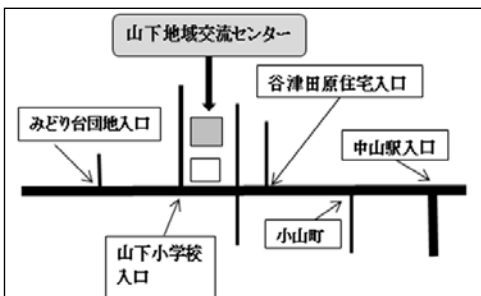 山下地域交流センター
谷津田原住宅入口
みどり台団地入口
中山駅入口
小山町
山下小学校
入口